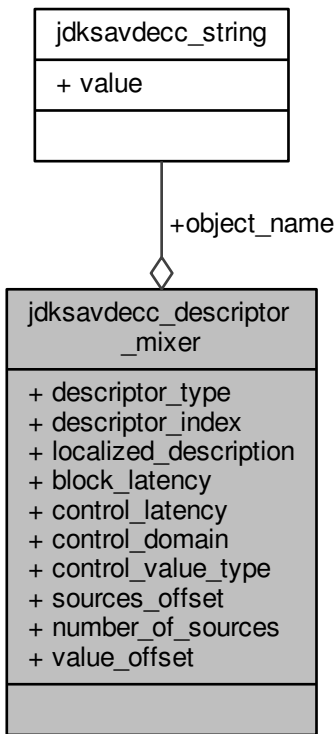 jdksavdecc_string
+ value
+object_name
jdksavdecc_descriptor
_mixer
+ descriptor_type
+ descriptor_index
+ localized_description
+ block_latency
+ control_latency
+ control_domain
+ control_value_type
+ sources_offset
+ number_of_sources
+ value_offset